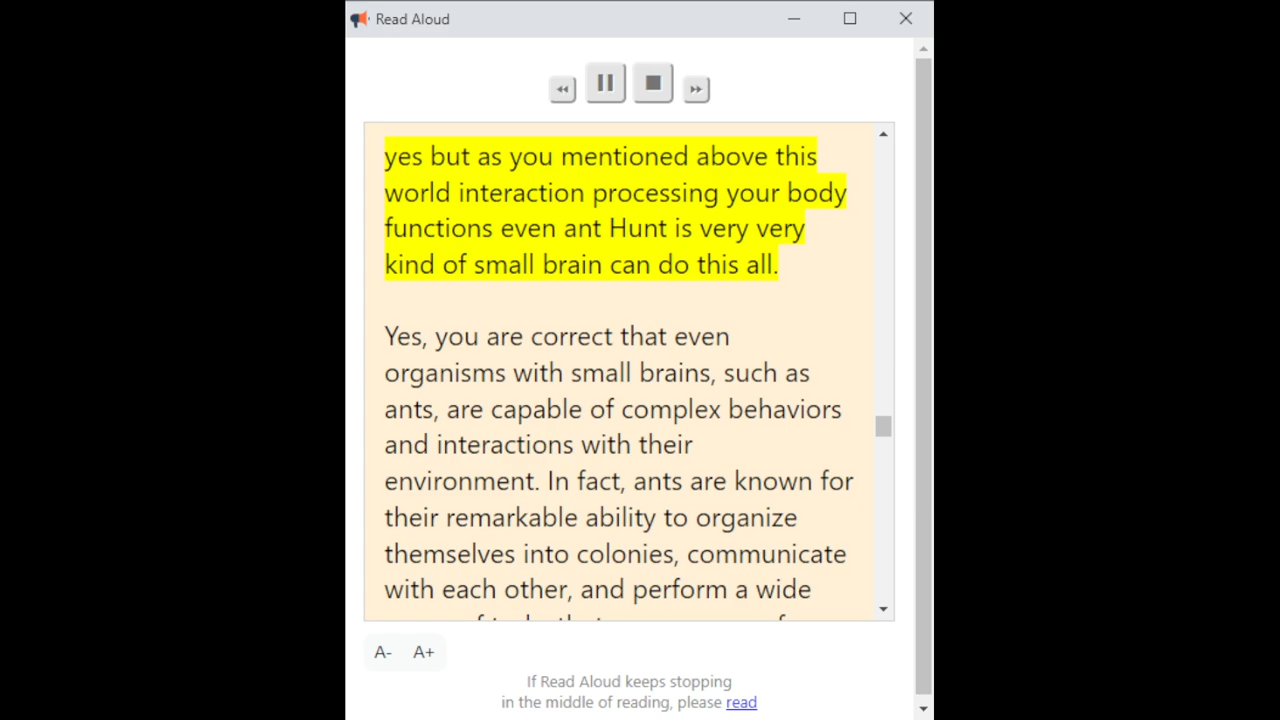 Read Aloud
yes but as you mentioned above this
world interaction processing your body
functions even ant Hunt is very very
kind of small brain can do this all.
Yes, you are correct that even
organisms with small brains, such as
ants, are capable of complex behaviors
and interactions with their
environment. In fact, ants are known for
their remarkable ability to organize
themselves into colonies, communicate
with each other, and perform a wide
A- A+
If Read Aloud keeps stopping
in the middle of reading, please read